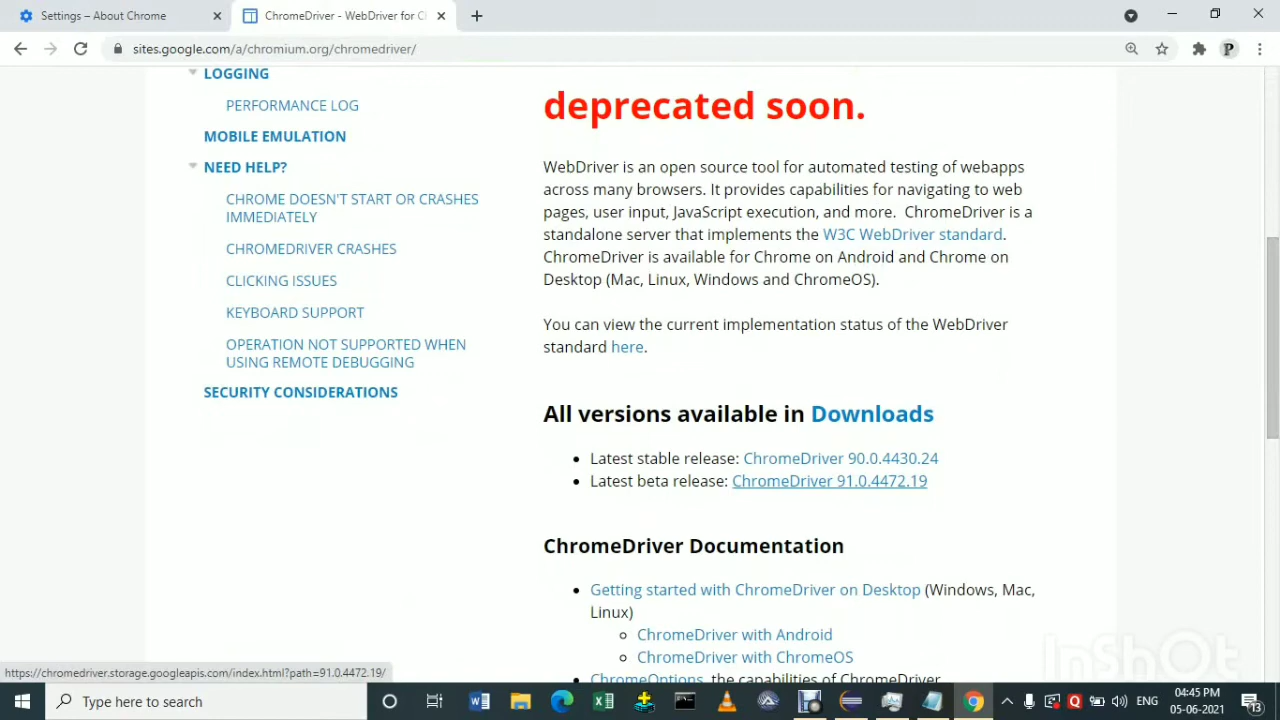 Settings – About Chrome
ChromeDriver - WebDriver for Cl
sites.google.com/a/chromium.org/chromedriver/
LOGGING
PERFORMANCE LOG
MOBILE EMULATION
NEED HELP?
CHROME DOESN'T START OR CRASHES
IMMEDIATELY
CHROMEDRIVER CRASHES
CLICKING ISSUES
KEYBOARD SUPPORT
OPERATION NOT SUPPORTED WHEN
USING REMOTE DEBUGGING
SECURITY CONSIDERATIONS
deprecated soon.
WebDriver is an open source tool for automated testing of webapps
across many browsers. It provides capabilities for navigating to web
pages, user input, JavaScript execution, and more.  ChromeDriver is a
standalone server that implements the W3C WebDriver standard.
ChromeDriver is available for Chrome on Android and Chrome on
Desktop (Mac, Linux, Windows and ChromeOS).
You can view the current implementation status of the WebDriver
standard here.
All versions available in Downloads
Latest stable release: ChromeDriver 90.0.4430.24
Latest beta release: ChromeDriver 91.0.4472.19
ChromeDriver Documentation
Getting started with ChromeDriver on Desktop (Windows, Mac,
Linux)
ChromeDriver with Android
ChromeDriver with ChromeOS
ChromeOptions, the capabilities of ChromeDriver
https://chromedriver.storage.googleapis.com/index.html?path=91.0.4472.19/
InShOt
Type here to search
ENG
04:45 PM
05-06-2021
13